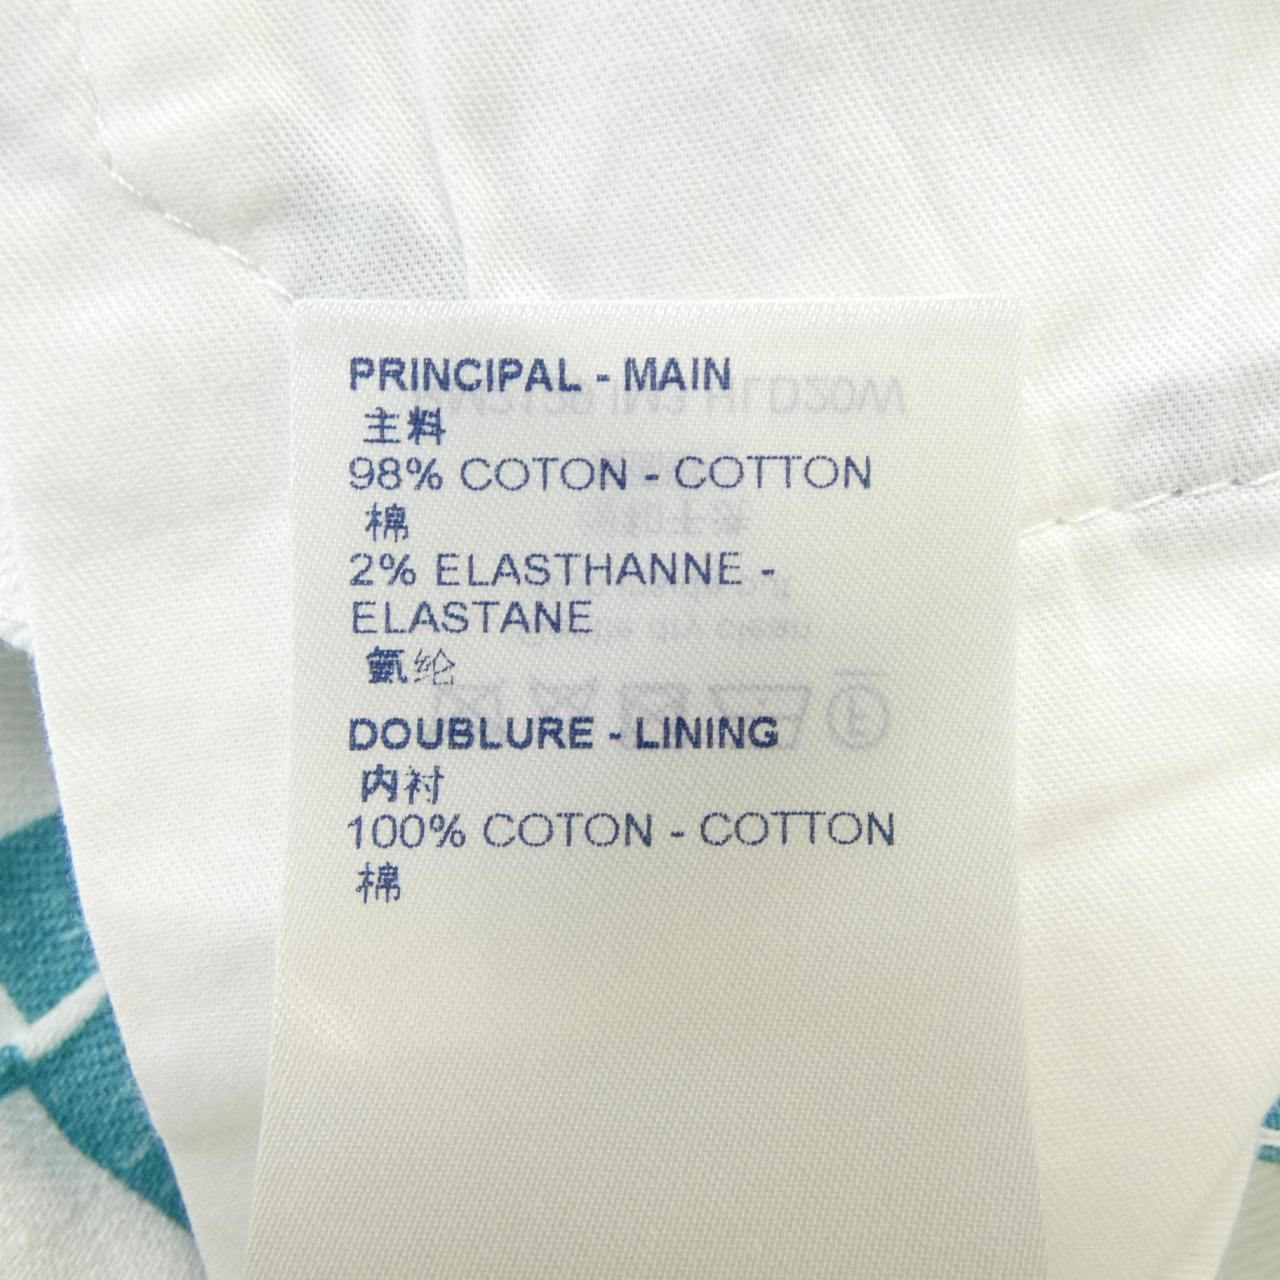 PRINCIPAL - MAIN
主料
98% COTON - COTTON
棉
2% ELASTHANNE -
ELASTANE
氨纶
DOUBLURE - LINING
内衬
100% COTON - COTTON
棉